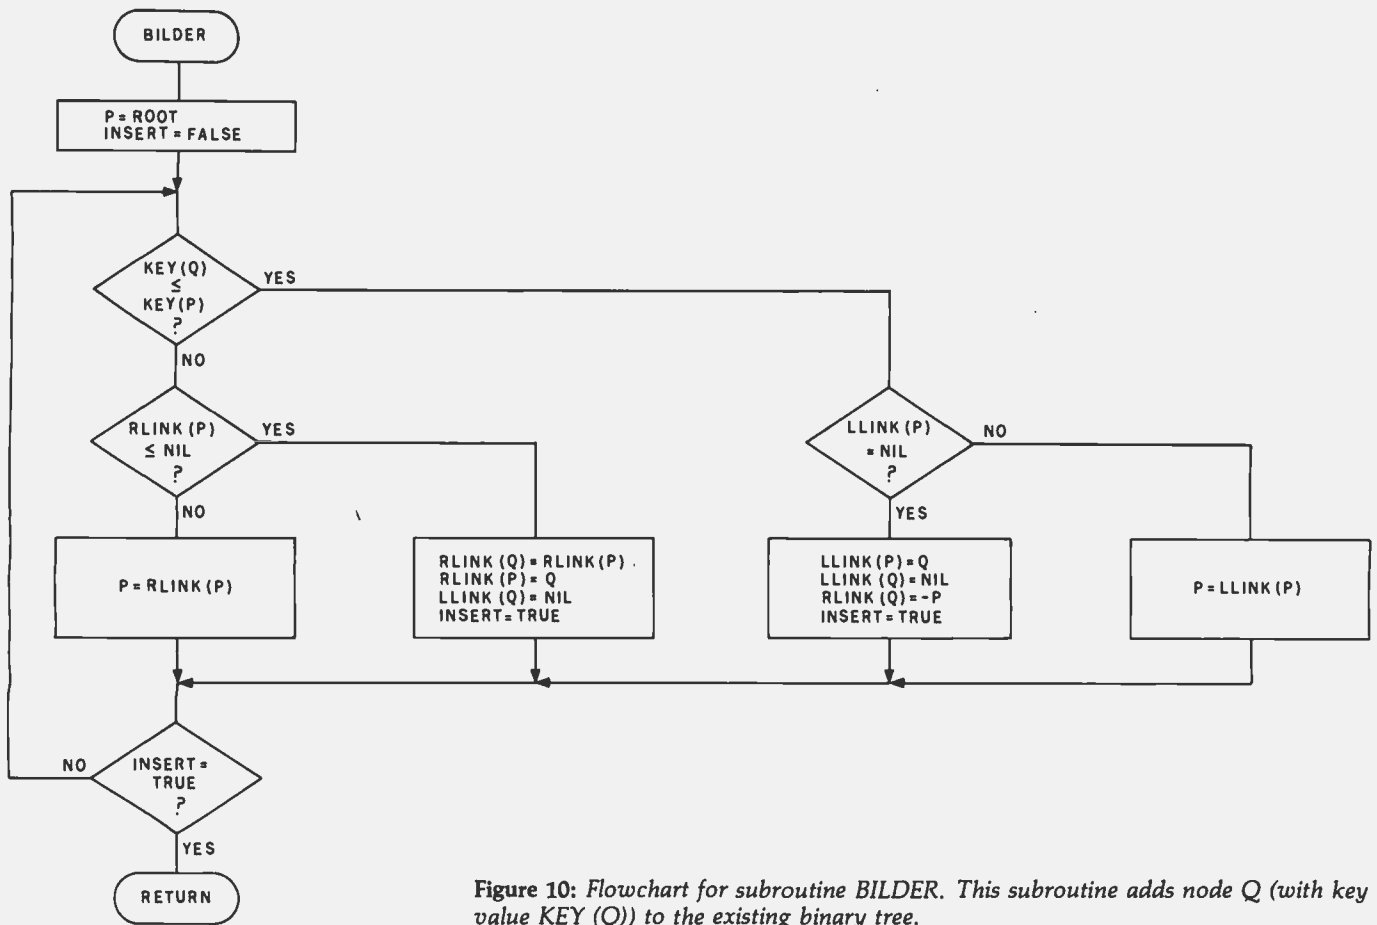 BILDER
P=ROOT
INSERT=FALSE
KEY(Q)
≤
KEY(P)
?
YES
NO
RLINK(P)
≤ NIL
?
YES
NO
LLINK(P)
= NIL
?
NO
YES
P=RLINK(P)
RLINK(Q)=RLINK(P)
RLINK(P)=Q
LLINK(Q)=NIL
INSERT=TRUE
LLINK(P)=Q
LLINK(Q)=NIL
RLINK(Q)=-P
INSERT=TRUE
P=LLINK(P)
INSERT=
TRUE
?
NO
YES
RETURN
Figure 10: Flowchart for subroutine BILDER. This subroutine adds node Q (with key
value KEY (Q)) to the existing binary tree.